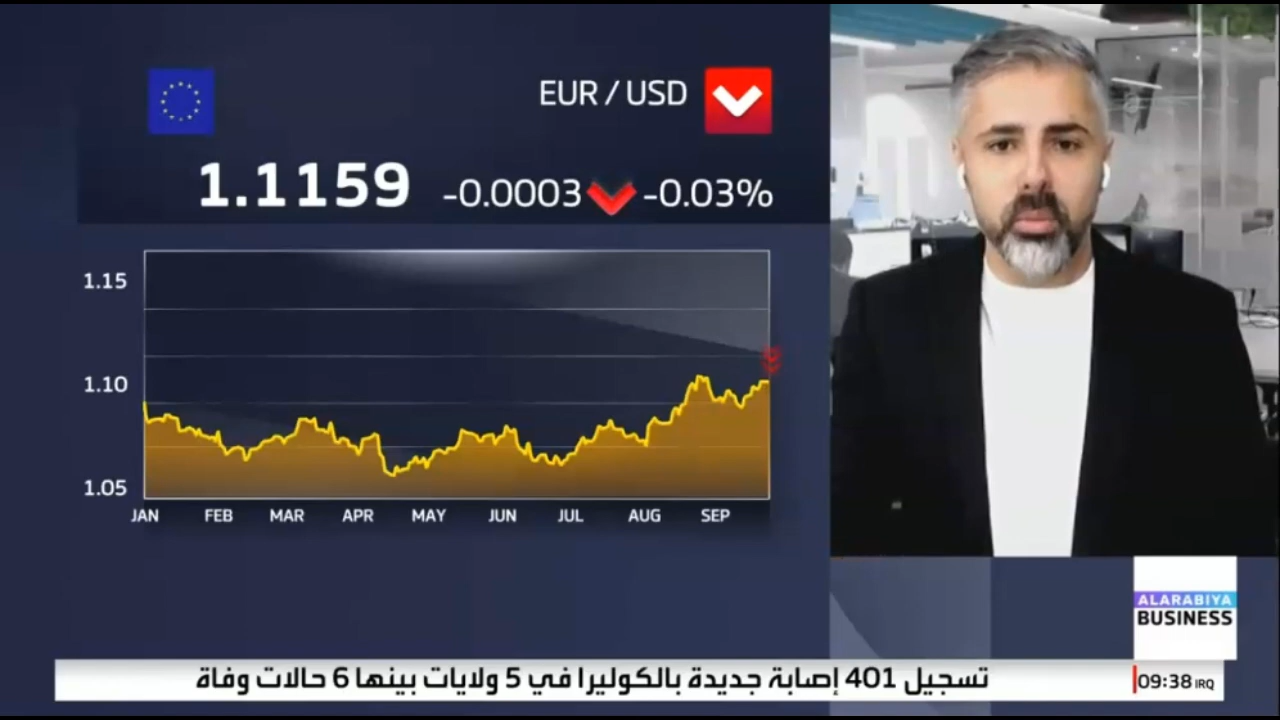 EUR / USD
1.1159 -0.0003 -0.03%
1.15
1.10
1.05
JAN FEB MAR APR MAY JUN JUL AUG SEP
ALARABIYA
BUSINESS
تسجيل 401 إصابة جديدة بالكوليرا في 5 ولايات بينها 6 حالات وفاة
09:38 IRQ